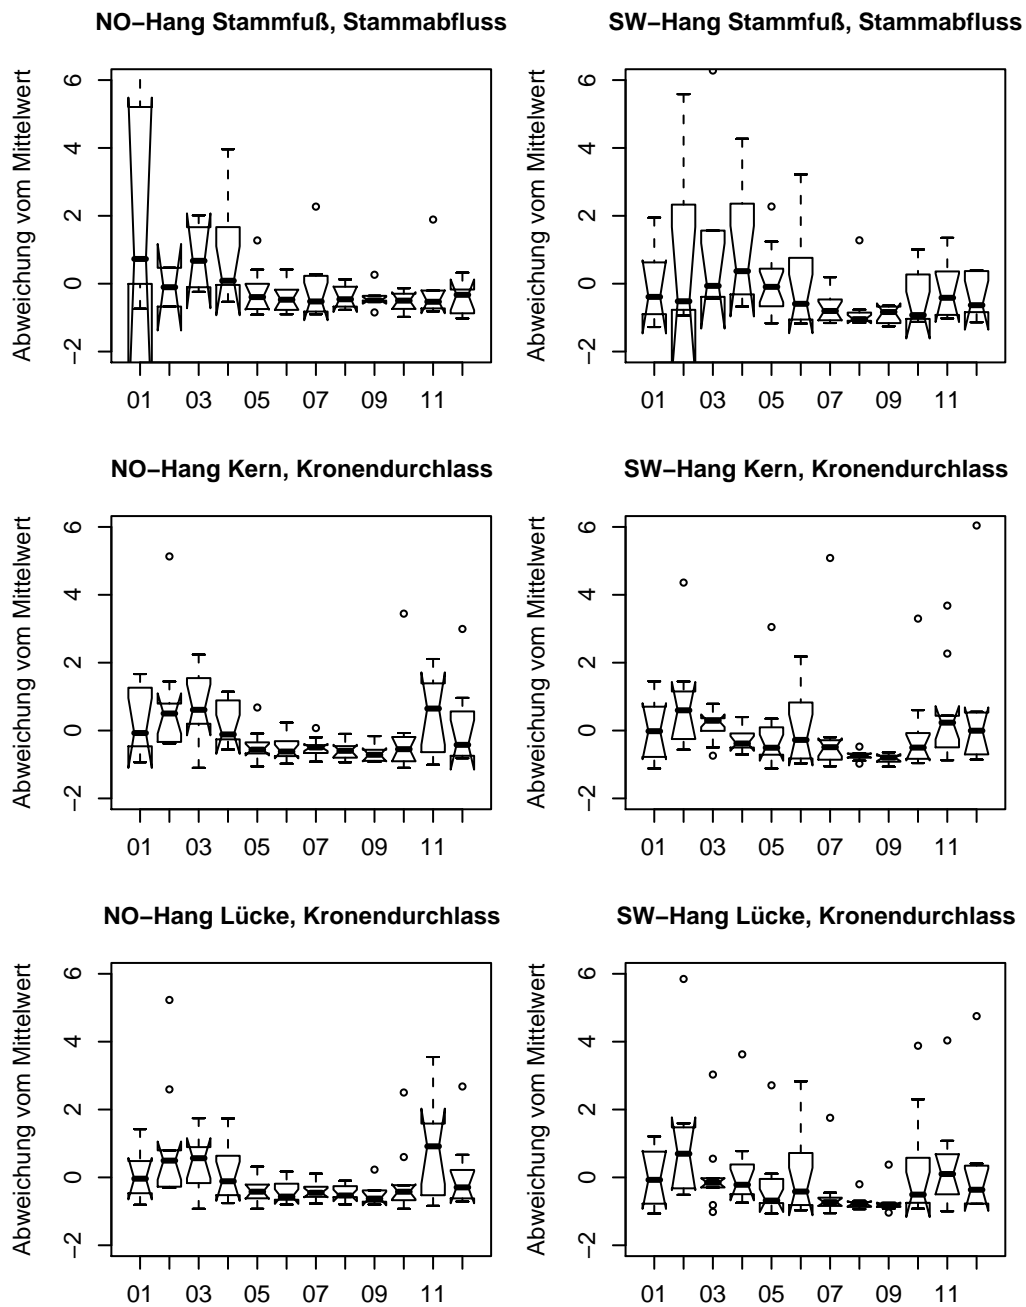 NO−Hang Stammfuß, Stammabfluss
Abweichung vom Mittelwert
6
4
2
0
−2
01 03 05 07 09 11
SW−Hang Stammfuß, Stammabfluss
Abweichung vom Mittelwert
6
4
2
0
−2
01 03 05 07 09 11
NO−Hang Kern, Kronendurchlass
Abweichung vom Mittelwert
6
4
2
0
−2
01 03 05 07 09 11
SW−Hang Kern, Kronendurchlass
Abweichung vom Mittelwert
6
4
2
0
−2
01 03 05 07 09 11
NO−Hang Lücke, Kronendurchlass
Abweichung vom Mittelwert
6
4
2
0
−2
01 03 05 07 09 11
SW−Hang Lücke, Kronendurchlass
Abweichung vom Mittelwert
6
4
2
0
−2
01 03 05 07 09 11